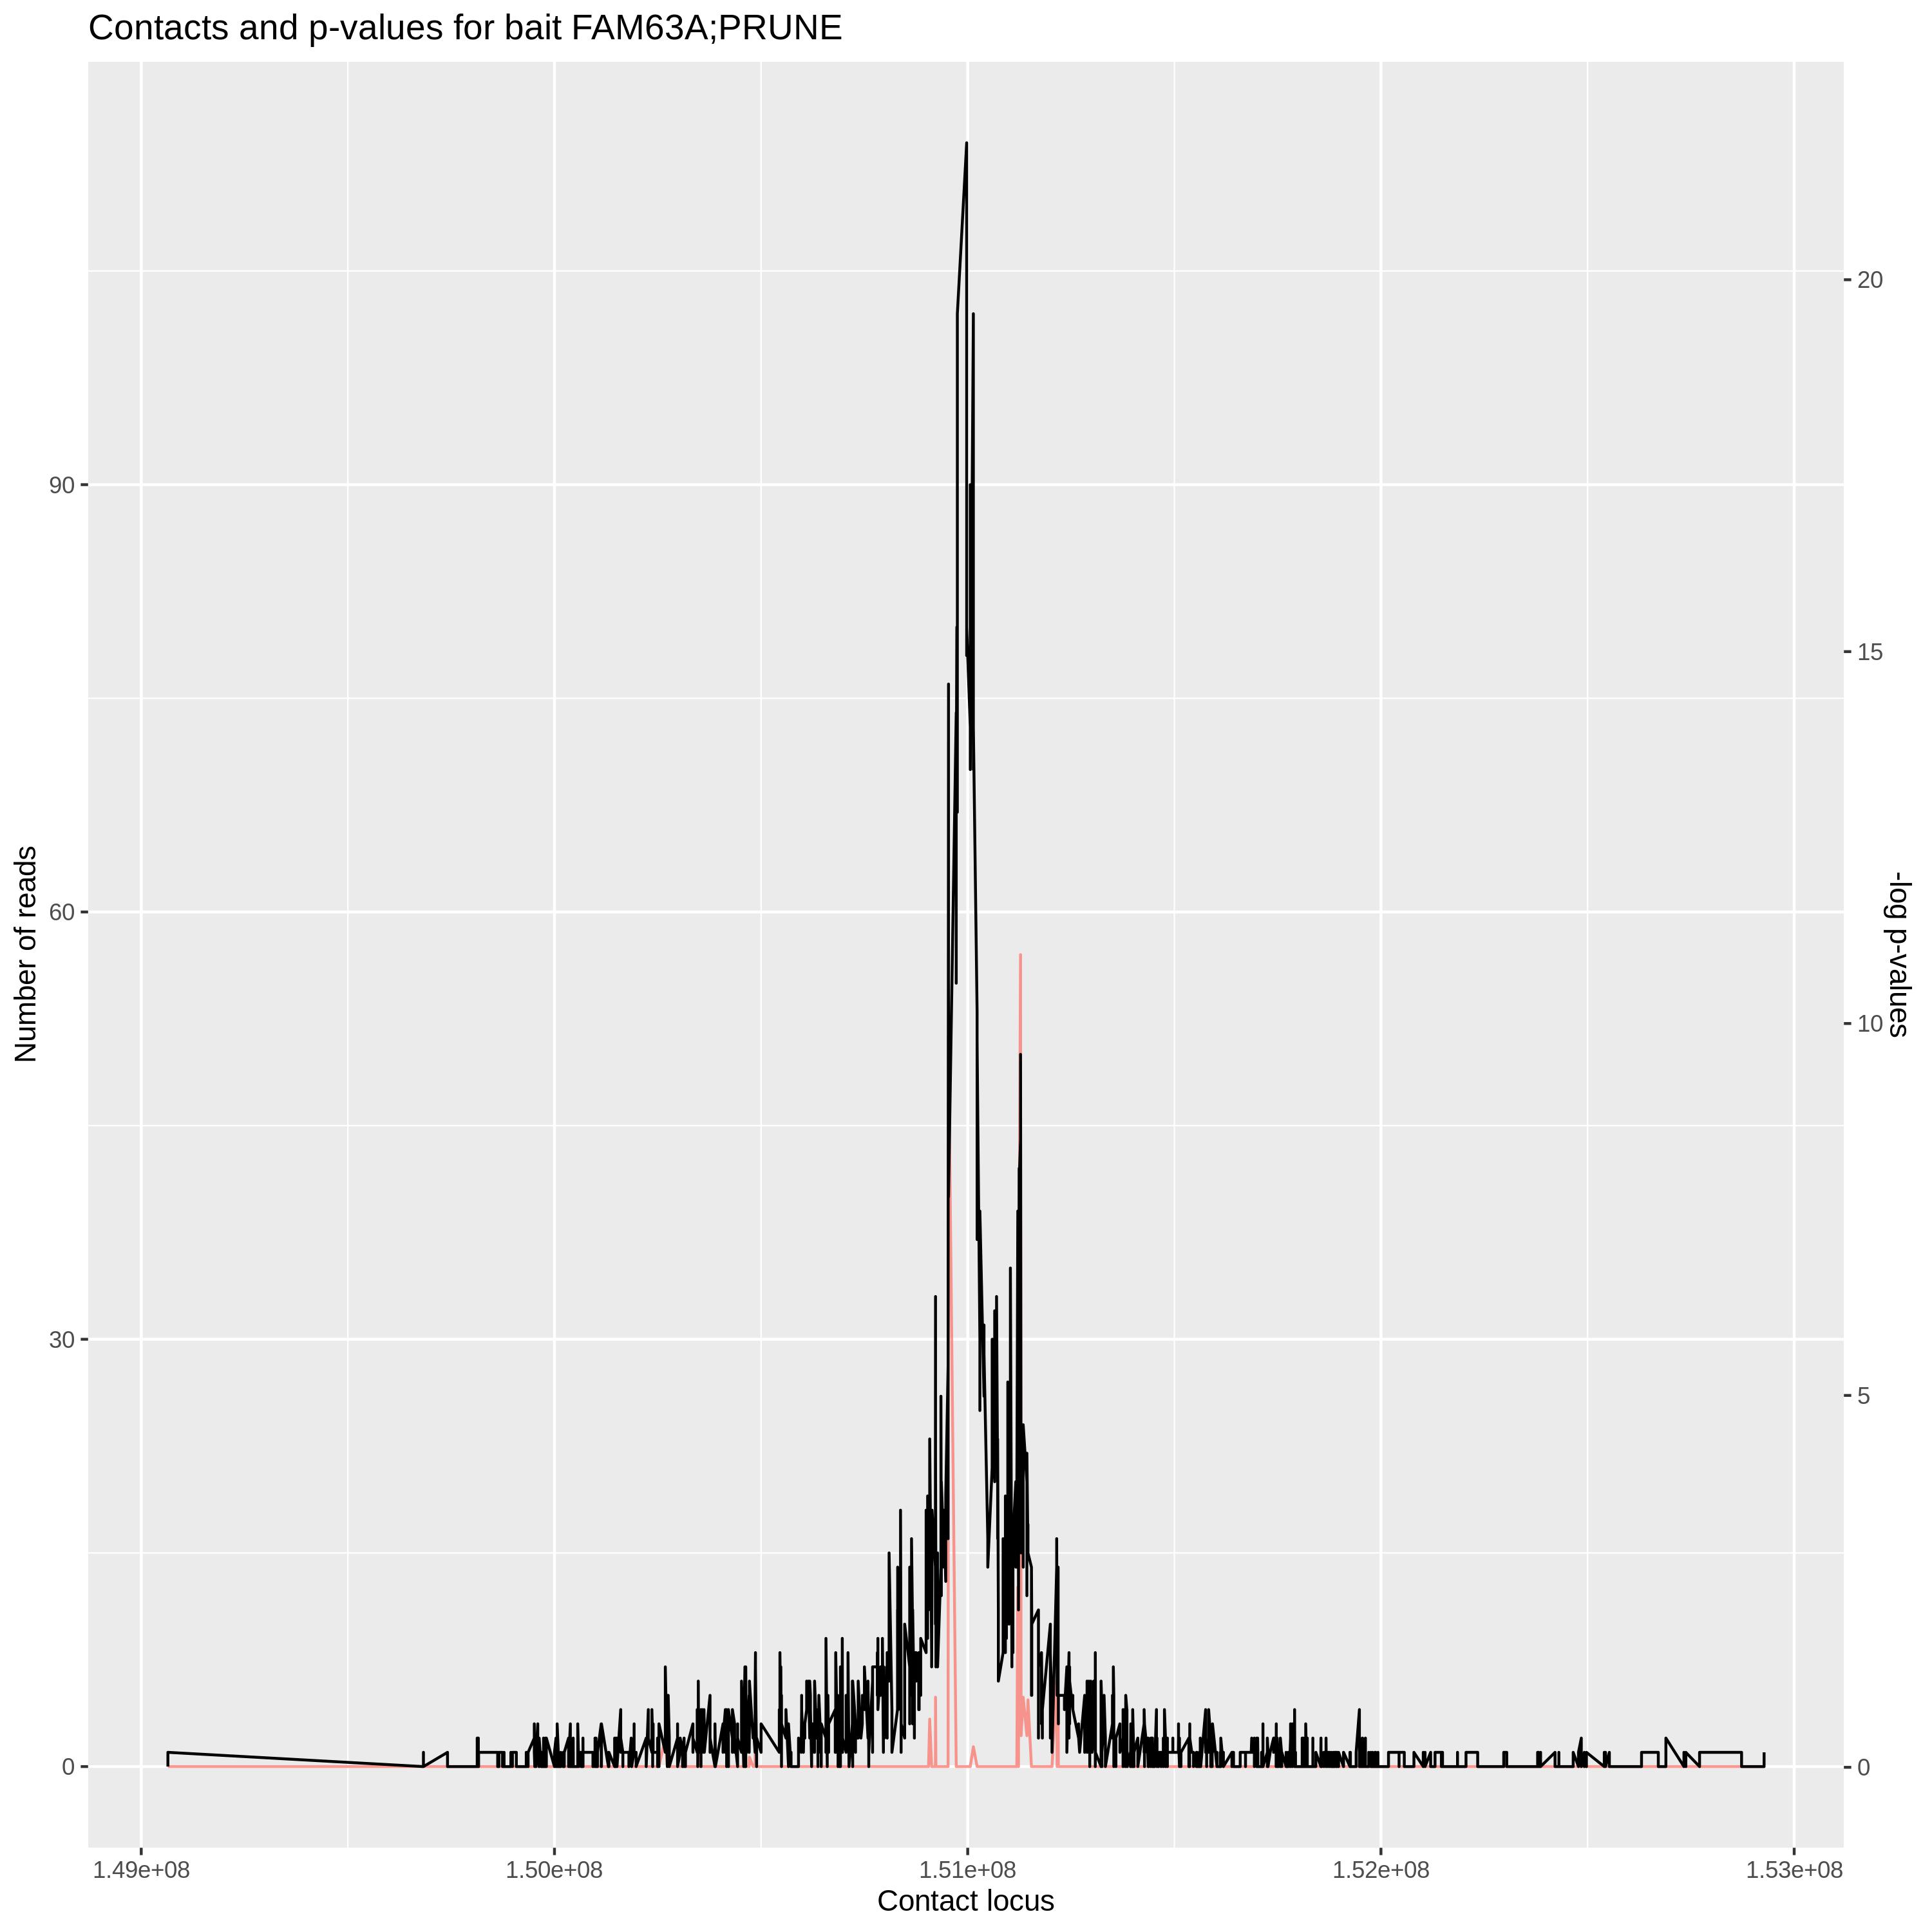 Contacts and p-values for bait FAM63A;PRUNE
Number of reads
90
60
30
0
20
15
10
5
0
-log p-values
1.49e+08
1.50e+08
1.51e+08
1.52e+08
1.53e+08
Contact locus